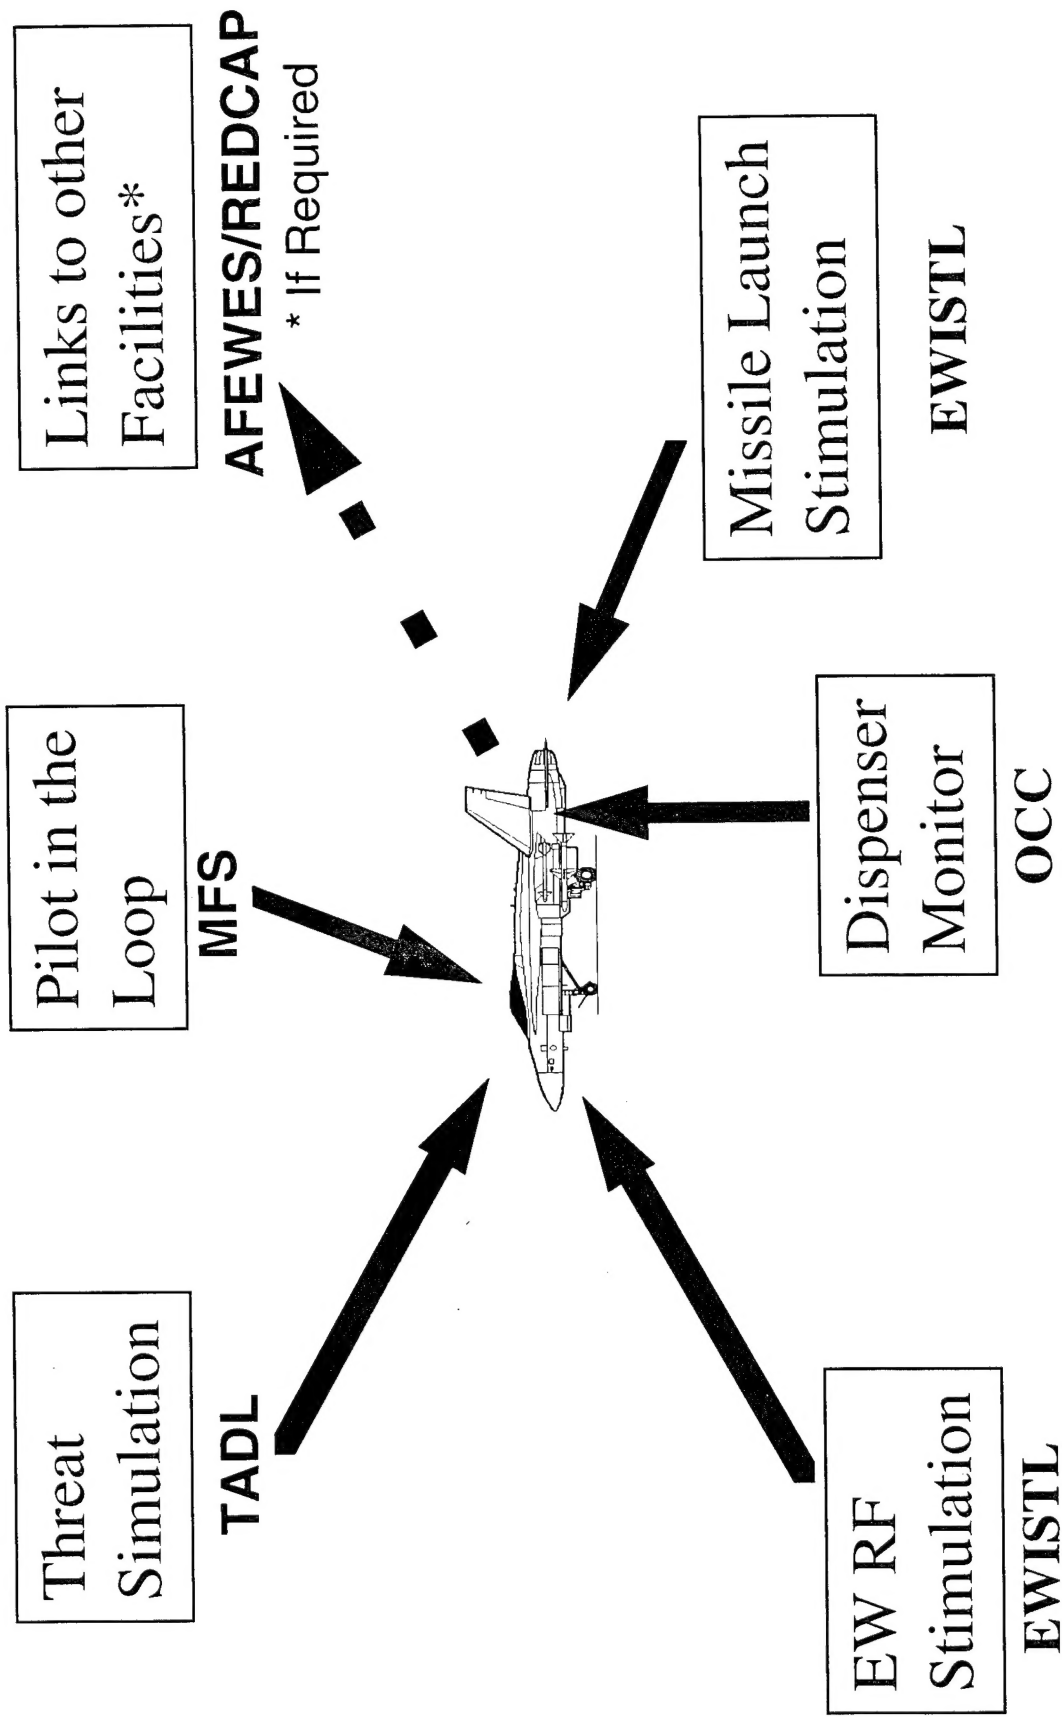 Threat
Simulation
TADL
Pilot in the
Loop
MFS
Links to other
Facilities*
AFEWES/REDCAP
* If Required
EW RF
Stimulation
EWISTL
Dispenser
Monitor
OCC
Missile Launch
Stimulation
EWISTL